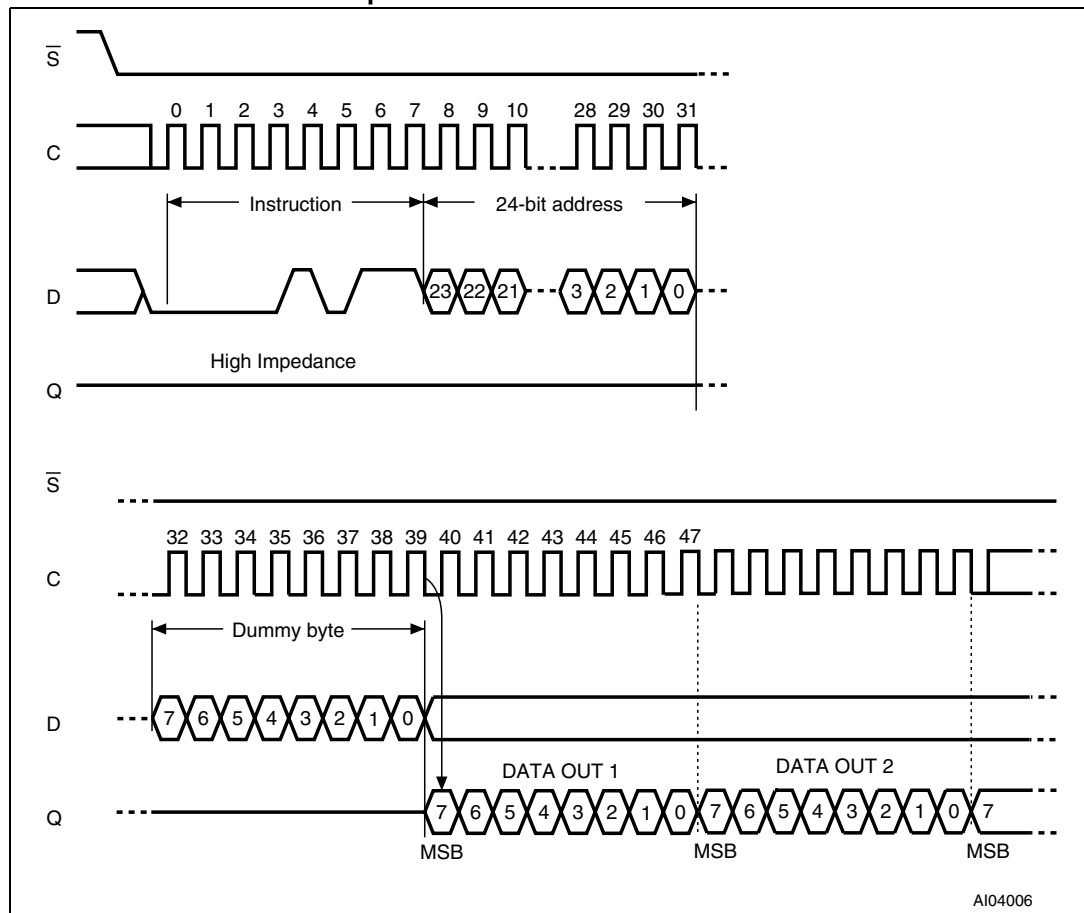 S
0 1 2 3 4 5 6 7 8 9 10 28 29 30 31
C
Instruction 24-bit address
D 23 22 21 3 2 1 0
High Impedance
Q
S
32 33 34 35 36 37 38 39 40 41 42 43 44 45 46 47
C
Dummy byte
D 7 6 5 4 3 2 1 0
DATA OUT 1 DATA OUT 2
Q 7 6 5 4 3 2 1 0 7 6 5 4 3 2 1 0 7
MSB MSB MSB
AI04006